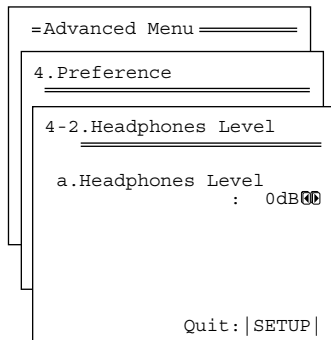 =Advanced Menu
4.Preference
4-2.Headphones Level
a.Headphones Level
: 0dB
Quit:|SETUP|